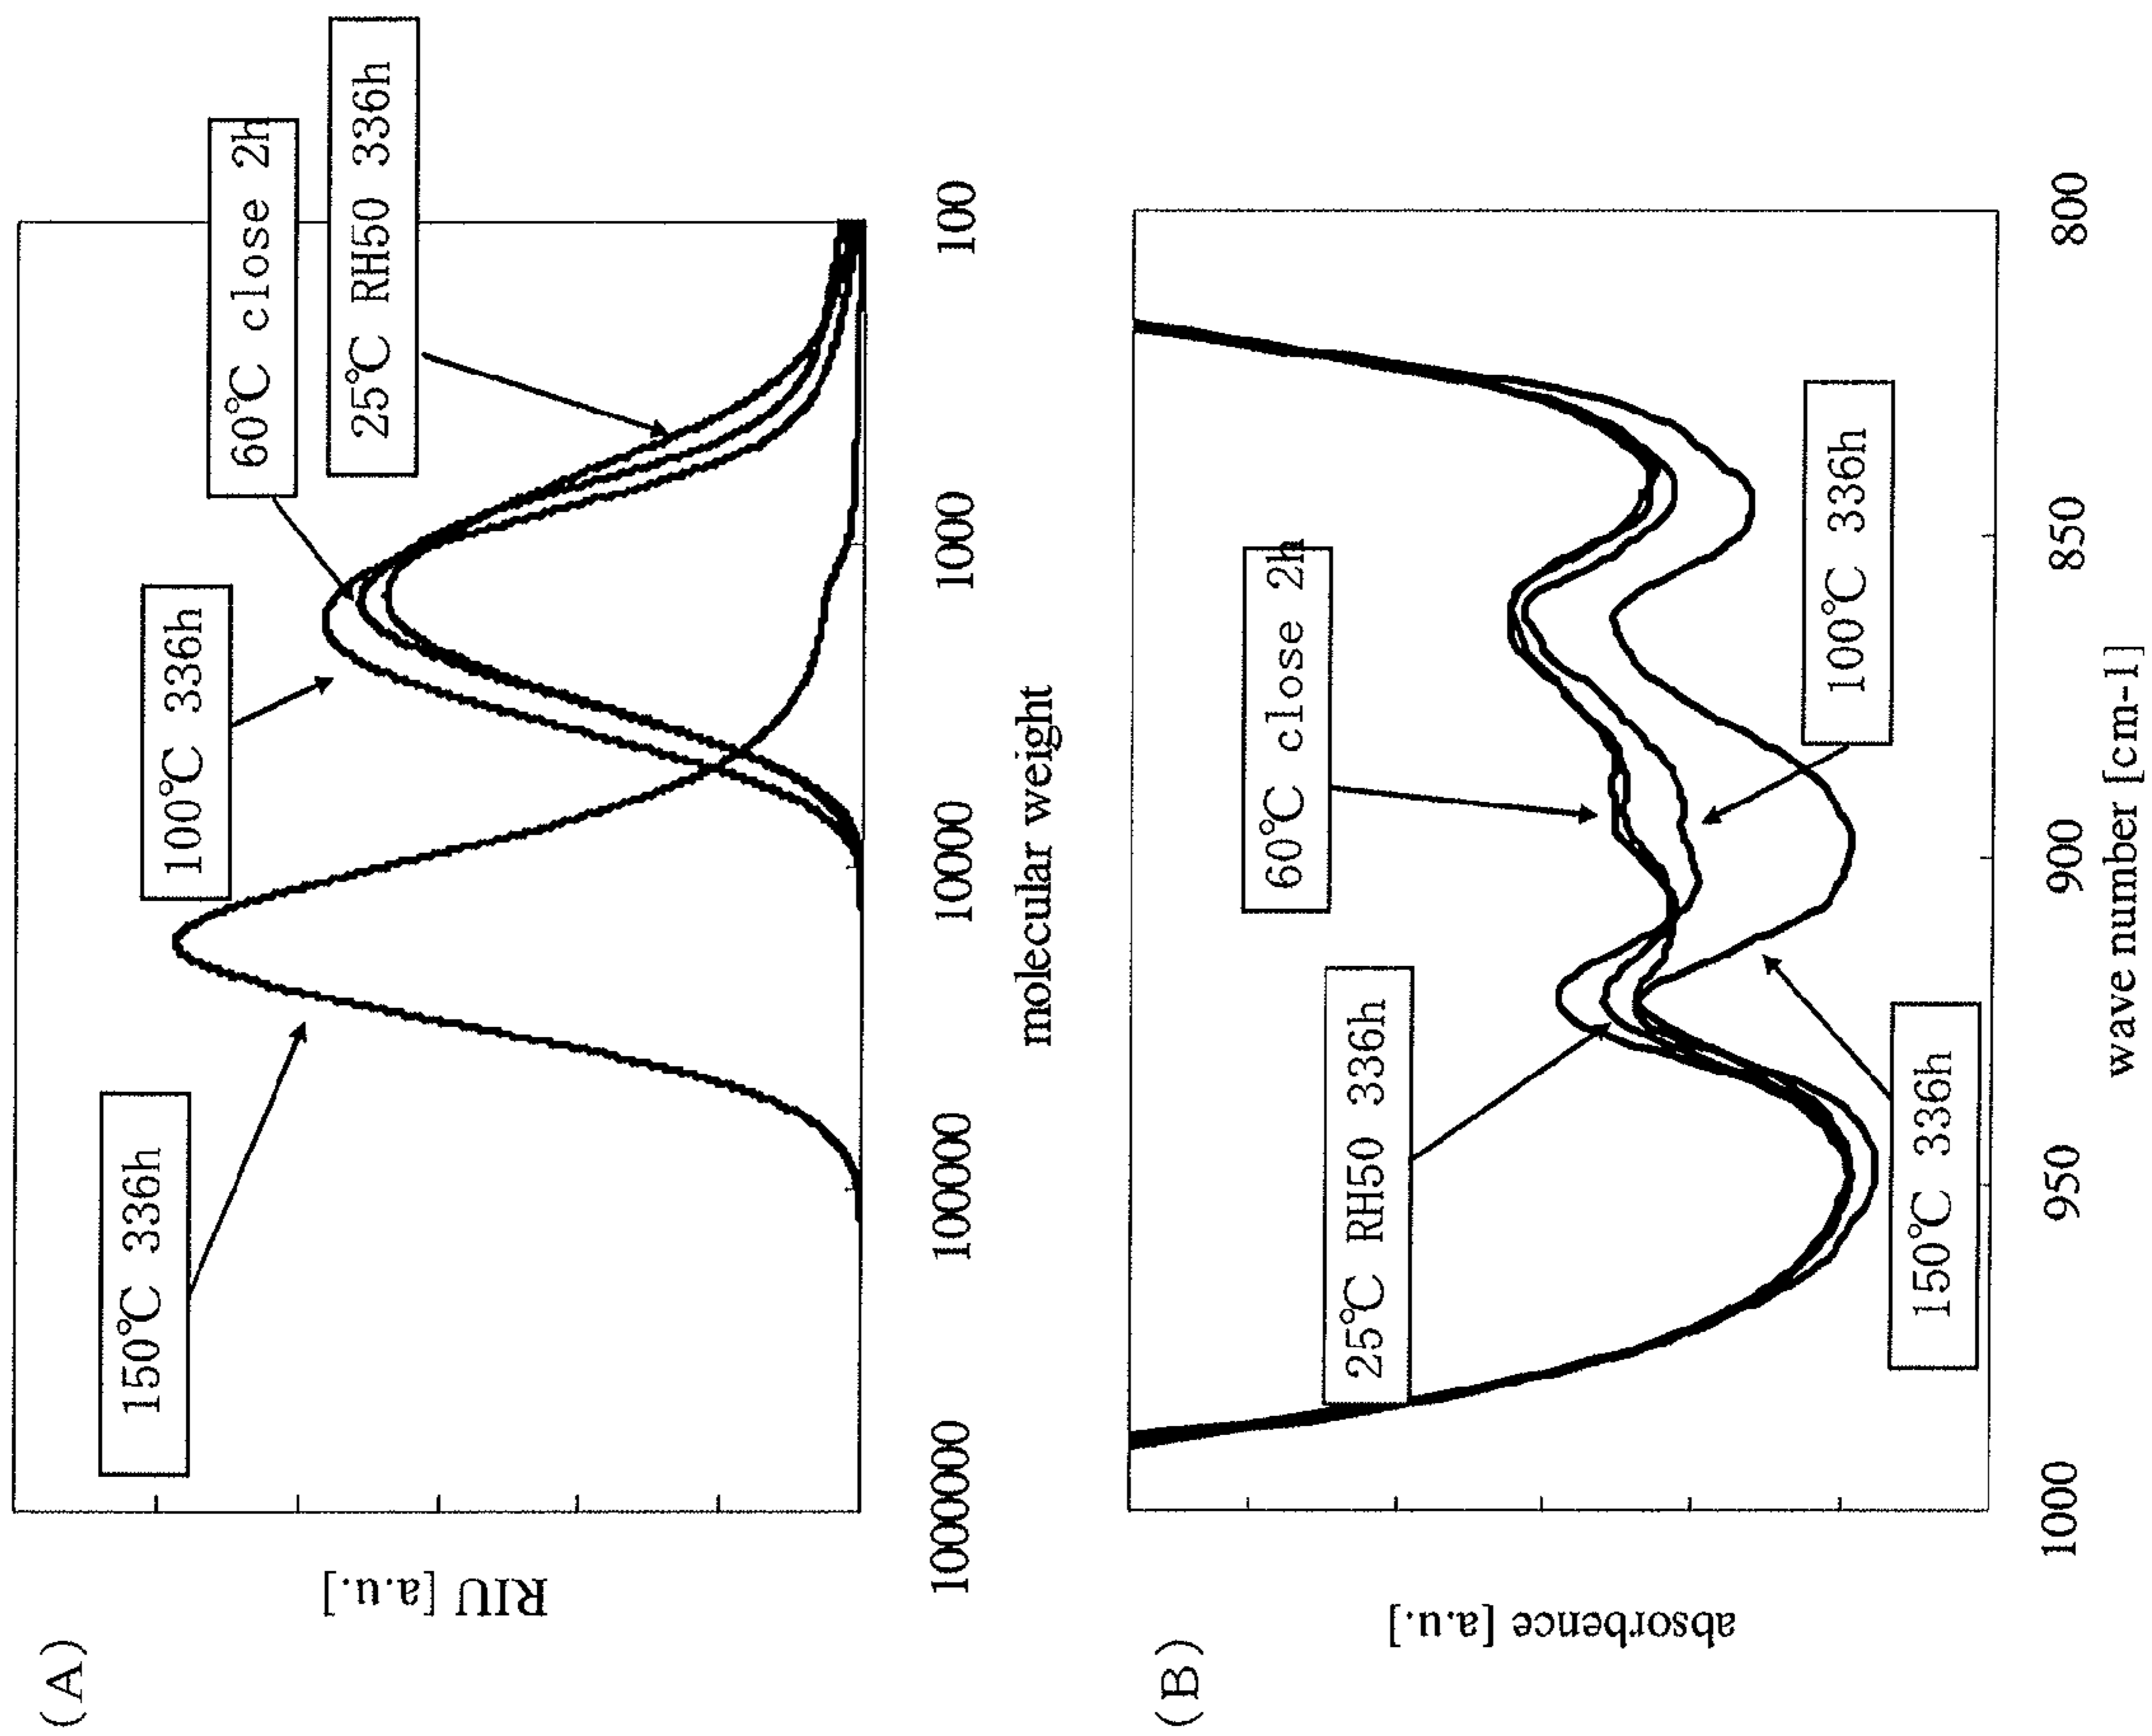 (A)
RIU [a.u.]
150℃ 336h
100℃ 336h
60℃ close 2h
25℃ RH50 336h
1000000
100000
10000
1000
100
molecular weight
(B)
absorbence [a.u.]
25℃ RH50 336h
60℃ close 2h
150℃ 336h
100℃ 336h
1000
950
900
850
800
wave number [cm-1]